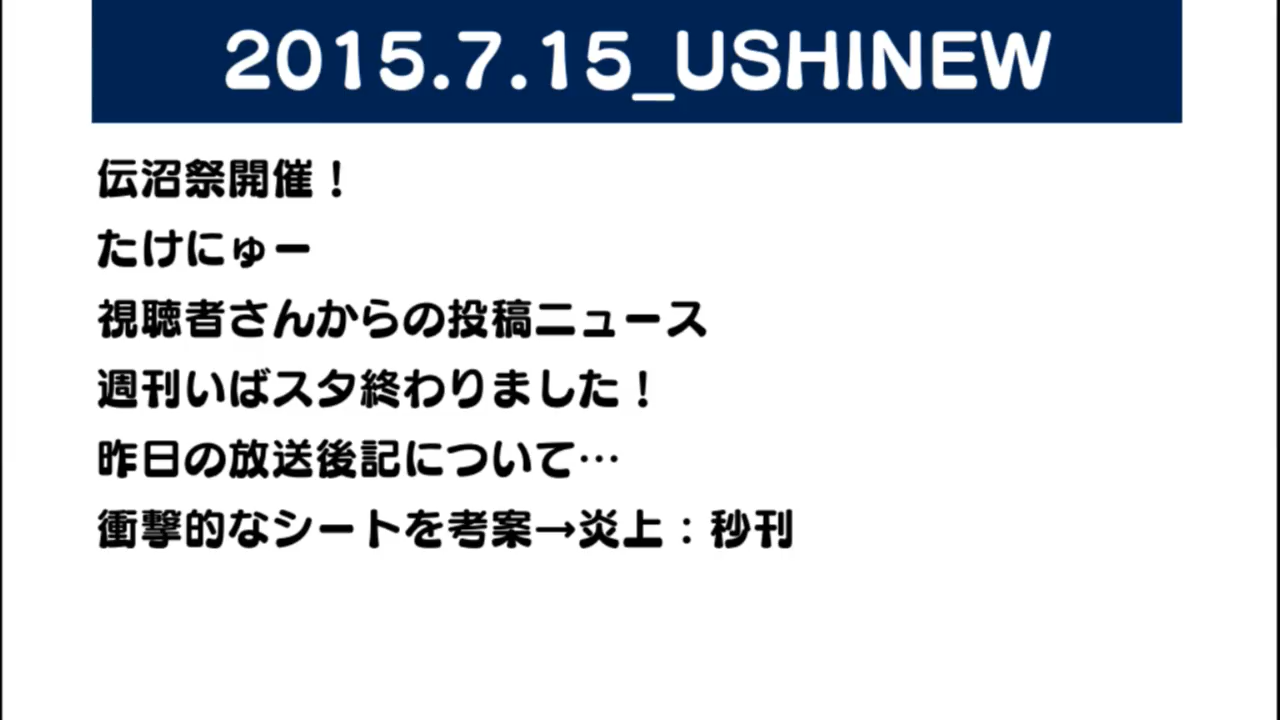 2015.7.15_USHINEW
伝沼祭開催！
たけにゅー
視聴者さんからの投稿ニュース
週刊いばスタ終わりました！
昨日の放送後記について…
衝撃的なシートを考案→炎上：秒刊